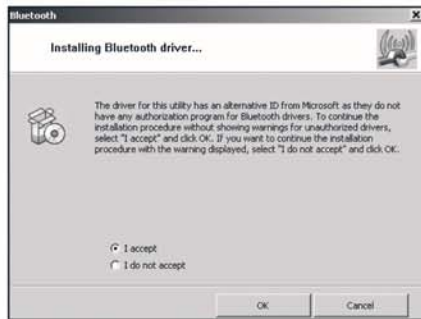 Bluetooth
Installing Bluetooth driver...
The driver for this utility has an alternative ID from Microsoft as they do not
have any authorization program for Bluetooth drivers. To continue the
installation procedure without showing warnings for unauthorized drivers,
select "I accept" and click OK. If you want to continue the installation
procedure with the warning displayed, select "I do not accept" and click OK.
I accept
I do not accept
OK
Cancel